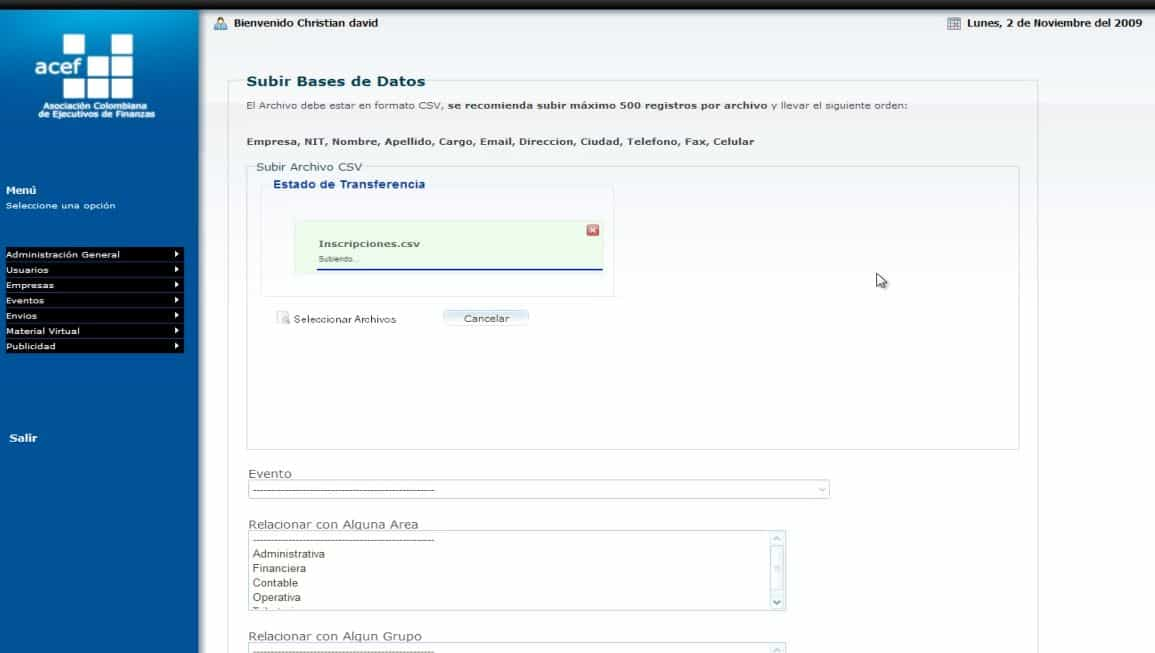 Bienvenido Christian david
Lunes, 2 de Noviembre del 2009
acef
Asociación Colombiana
de Ejecutivos de Finanzas
Menú
Seleccione una opción
Administración General
Usuarios
Empresas
Eventos
Envios
Material Virtual
Publicidad
Salir
Subir Bases de Datos
El Archivo debe estar en formato CSV, se recomienda subir máximo 500 registros por archivo y llevar el siguiente orden:
Empresa, NIT, Nombre, Apellido, Cargo, Email, Direccion, Ciudad, Telefono, Fax, Celular
Subir Archivo CSV
Estado de Transferencia
Inscripciones.csv
Subiendo...
Seleccionar Archivos
Cancelar
Evento
Relacionar con Alguna Area
Administrativa
Financiera
Contable
Operativa
Relacionar con Algun Grupo